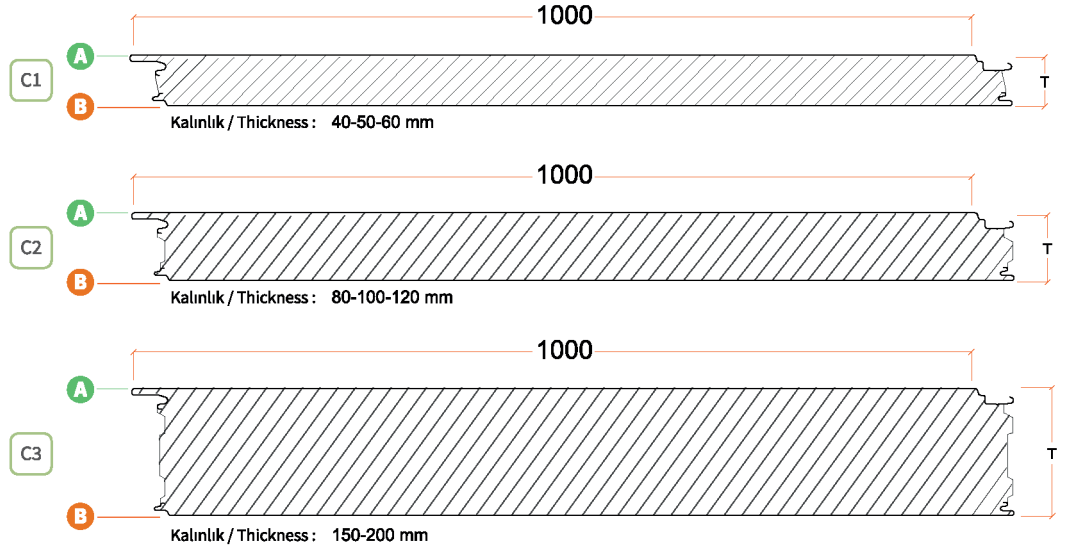 1000
A
C1
T
B
Kalınlık / Thickness : 40-50-60 mm
1000
A
C2
T
B
Kalınlık / Thickness : 80-100-120 mm
1000
A
C3
T
B
Kalınlık / Thickness : 150-200 mm